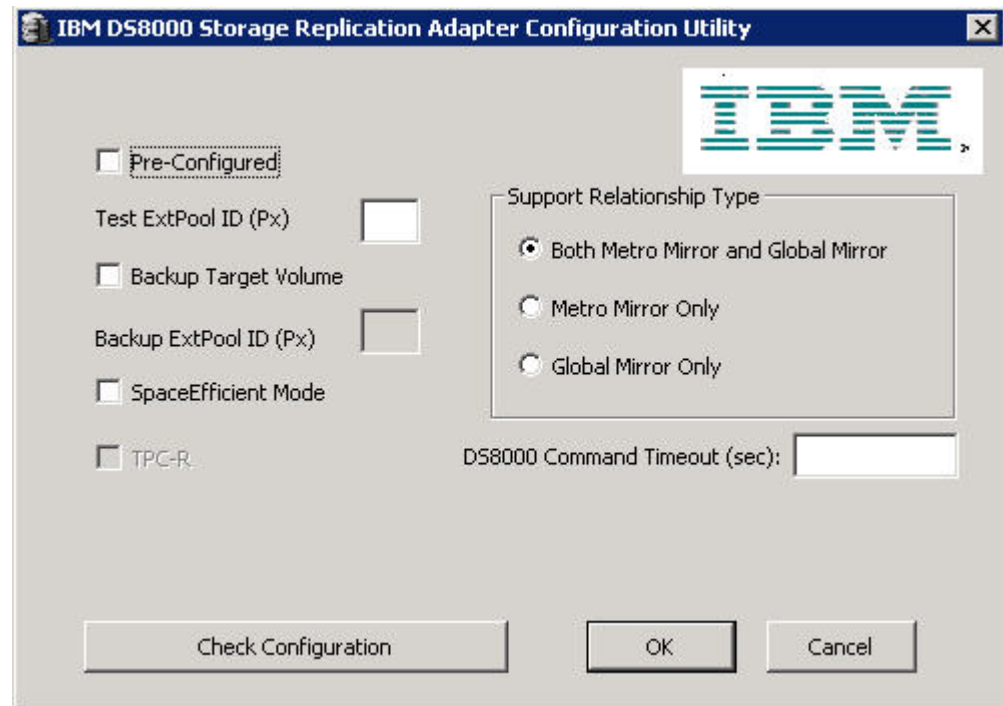 IBM DS8000 Storage Replication Adapter Configuration Utility
IBM
Pre-Configured
Test ExtPool ID (Px)
Backup Target Volume
Backup ExtPool ID (Px)
SpaceEfficient Mode
TPC-R
Support Relationship Type
Both Metro Mirror and Global Mirror
Metro Mirror Only
Global Mirror Only
DS8000 Command Timeout (sec):
Check Configuration
OK
Cancel